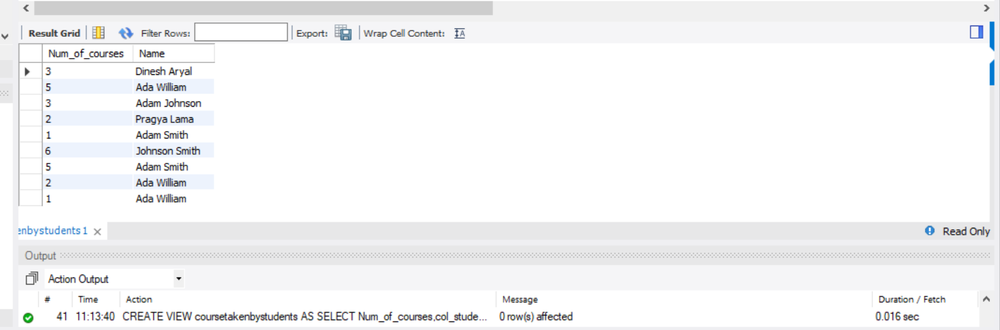 Result Grid Filter Rows: Export: Wrap Cell Content: IA
Num_of_courses Name
3 Dinesh Aryal
5 Ada William
3 Adam Johnson
2 Pragya Lama
1 Adam Smith
6 Johnson Smith
5 Adam Smith
2 Ada William
1 Ada William
enbystudents1 × Read Only
Output
Action Output
# Time Action Message Duration / Fetch
41 11:13:40 CREATE VIEW coursetakenbystudents AS SELECT Num_of_courses,col_stude... 0 row(s) affected 0.016 sec